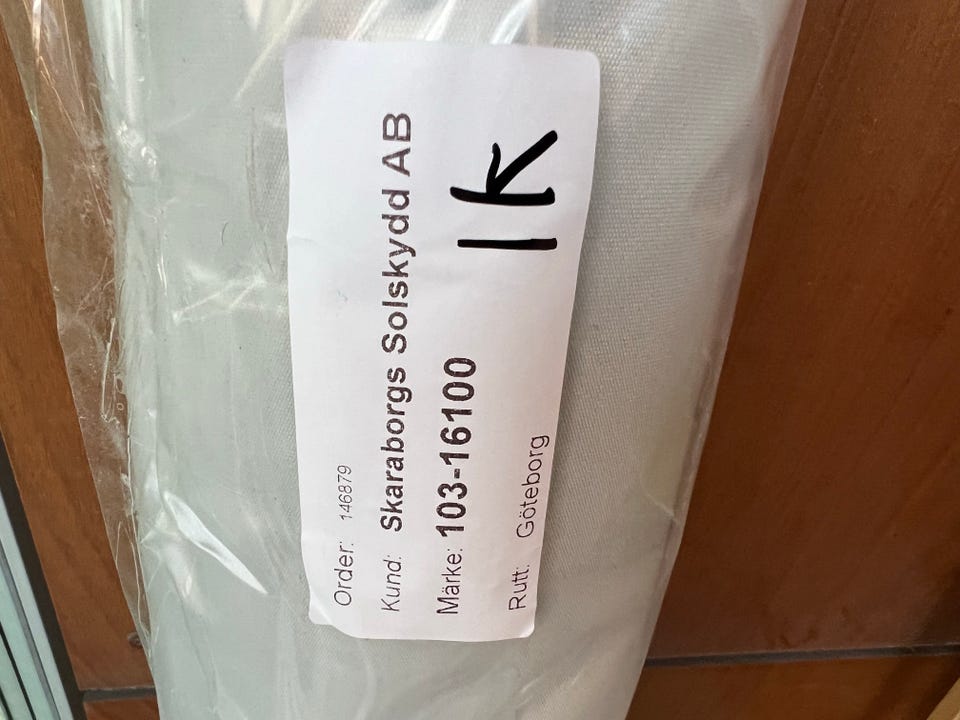 Order: 146879
Kund: Skaraborgs Solskydd AB
Märke: 103-16100
Rutt: Göteborg
1k